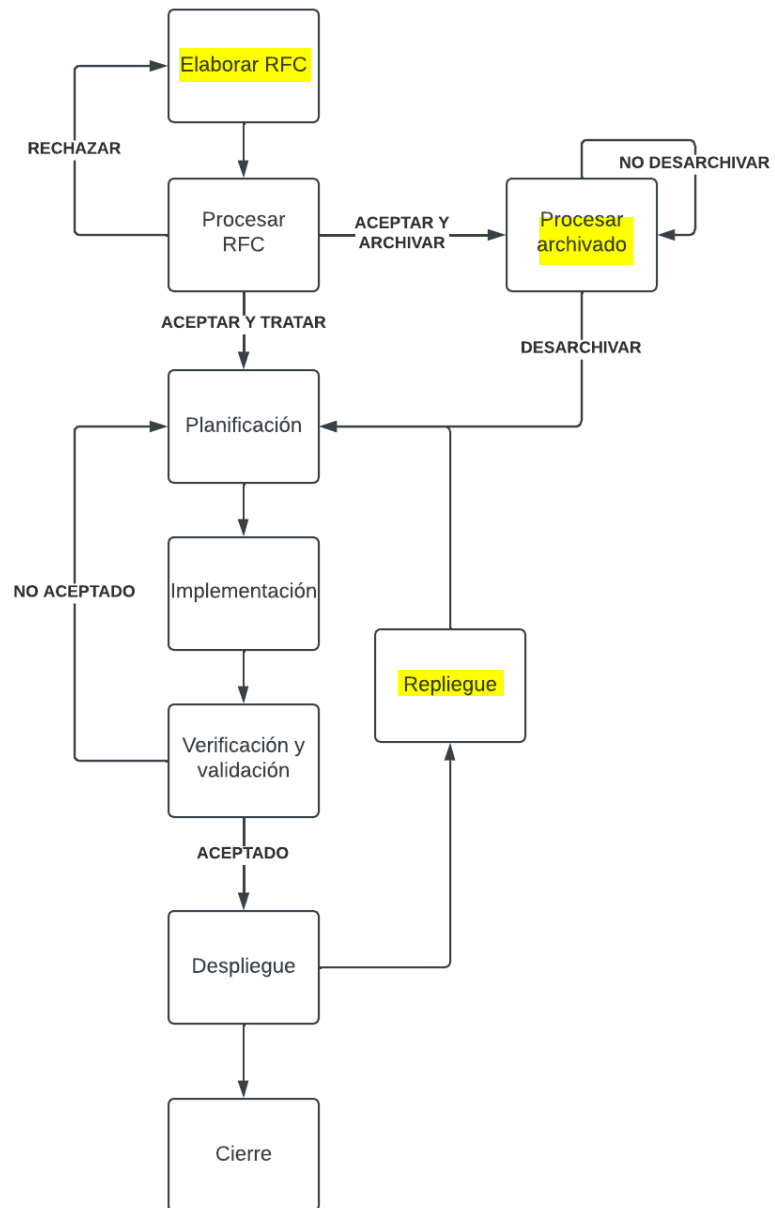 Elaborar RFC
RECHAZAR
NO DESARCHIVAR
Procesar
RFC
ACEPTAR Y
ARCHIVAR
Procesar
archivado
ACEPTAR Y TRATAR
DESARCHIVAR
Planificación
NO ACEPTADO
Implementación
Repliegue
Verificación y
validación
ACEPTADO
Despliegue
Cierre